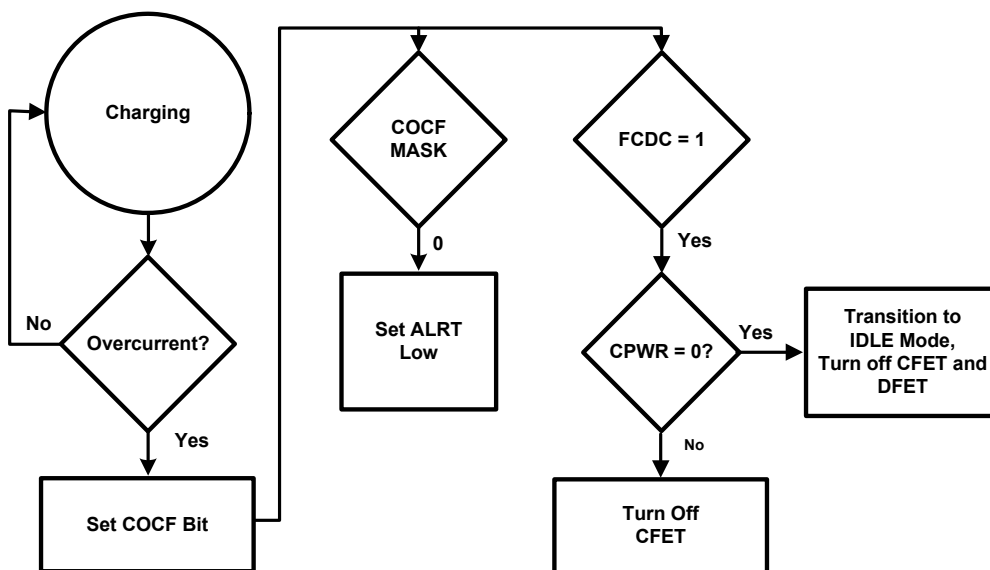 Charging
No
Overcurrent?
Yes
Set COCF Bit
COCF
MASK
0
Set ALRT
Low
FCDC = 1
Yes
CPWR = 0?
Yes
Transition to
IDLE Mode,
Turn off CFET and
DFET
No
Turn Off
CFET